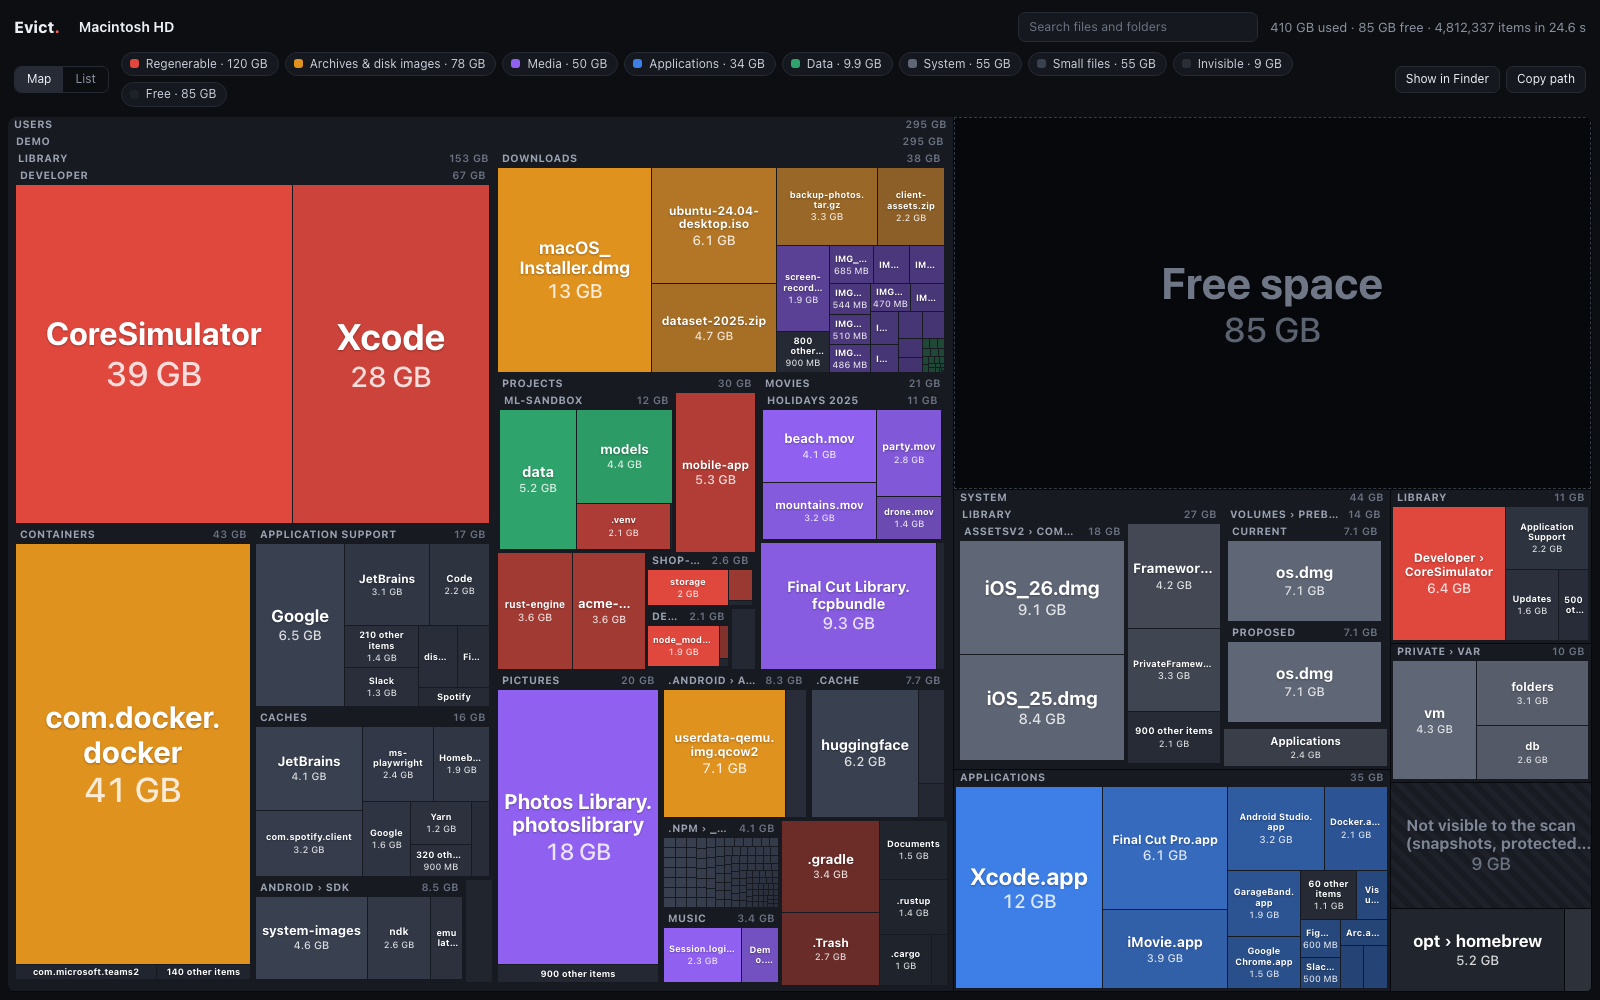 Evict.
Macintosh HD
Search files and folders
410 GB used · 85 GB free · 4,812,337 items in 24.6 s
Map
List
Regenerable · 120 GB
Archives & disk images · 78 GB
Media · 50 GB
Applications · 34 GB
Data · 9.9 GB
System · 55 GB
Small files · 55 GB
Invisible · 9 GB
Free · 85 GB
Show in Finder
Copy path
USERS 295 GB
DEMO 295 GB
LIBRARY 153 GB
DEVELOPER 67 GB
CoreSimulator
39 GB
Xcode
28 GB
CONTAINERS 43 GB
com.docker.
docker
41 GB
com.microsoft.teams2
140 other items
APPLICATION SUPPORT 17 GB
Google
6.5 GB
JetBrains
3.1 GB
Code
2.2 GB
210 other
items
1.4 GB
Slack
1.3 GB
dis...
Fi...
Spotify
CACHES 16 GB
JetBrains
4.1 GB
ms-
playwright
2.4 GB
Homeb...
1.9 GB
com.spotify.client
3.2 GB
Google
1.6 GB
Yarn
1.2 GB
320 oth...
900 MB
ANDROID › SDK 8.5 GB
system-images
4.6 GB
ndk
2.6 GB
emu
lat...
DOWNLOADS 38 GB
macOS_
Installer.dmg
13 GB
ubuntu-24.04-
desktop.iso
6.1 GB
dataset-2025.zip
4.7 GB
backup-photos.
tar.gz
3.3 GB
client-
assets.zip
2.2 GB
screen-
record...
1.9 GB
800
other...
900 MB
IMG_...
685 MB
IM...
IM...
IMG...
544 MB
IMG...
470 MB
IM...
IMG...
510 MB
I...
IMG...
486 MB
I...
PROJECTS 30 GB
ML-SANDBOX 12 GB
data
5.2 GB
models
4.4 GB
.venv
2.1 GB
mobile-app
5.3 GB
rust-engine
3.6 GB
acme-...
3.6 GB
SHOP-... 2.6 GB
storage
2 GB
DE... 2.1 GB
node_mod...
1.9 GB
MOVIES 21 GB
HOLIDAYS 2025 11 GB
beach.mov
4.1 GB
party.mov
2.8 GB
mountains.mov
3.2 GB
drone.mov
1.4 GB
Final Cut Library.
fcpbundle
9.3 GB
PICTURES 20 GB
Photos Library.
photoslibrary
18 GB
900 other items
.ANDROID › A... 8.3 GB
userdata-qemu.
img.qcow2
7.1 GB
.CACHE 7.7 GB
huggingface
6.2 GB
.NPM › _... 4.1 GB
MUSIC 3.4 GB
Session.logi...
2.3 GB
Dem
o....
.gradle
3.4 GB
.Trash
2.7 GB
Documents
1.5 GB
.rustup
1.4 GB
.cargo
1 GB
Free space
85 GB
SYSTEM 44 GB
LIBRARY 27 GB
ASSETSV2 › COM... 18 GB
iOS_26.dmg
9.1 GB
iOS_25.dmg
8.4 GB
Framewor...
4.2 GB
PrivateFramew...
3.3 GB
900 other items
2.1 GB
VOLUMES › PREB... 14 GB
CURRENT 7.1 GB
os.dmg
7.1 GB
PROPOSED 7.1 GB
os.dmg
7.1 GB
Applications
2.4 GB
LIBRARY 11 GB
Developer ›
CoreSimulator
6.4 GB
Application
Support
2.2 GB
Updates
1.6 GB
500
ot...
PRIVATE › VAR 10 GB
vm
4.3 GB
folders
3.1 GB
db
2.6 GB
APPLICATIONS 35 GB
Xcode.app
12 GB
Final Cut Pro.app
6.1 GB
iMovie.app
3.9 GB
Android Studio.
app
3.2 GB
Docker.a...
2.1 GB
GarageBand.
app
1.9 GB
60 other
items
1.1 GB
Vis
u...
Google
Chrome.app
1.5 GB
Fig...
600 MB
Arc.a...
Slac...
500 MB
Not visible to the scan
(snapshots, protected...
9 GB
opt › homebrew
5.2 GB